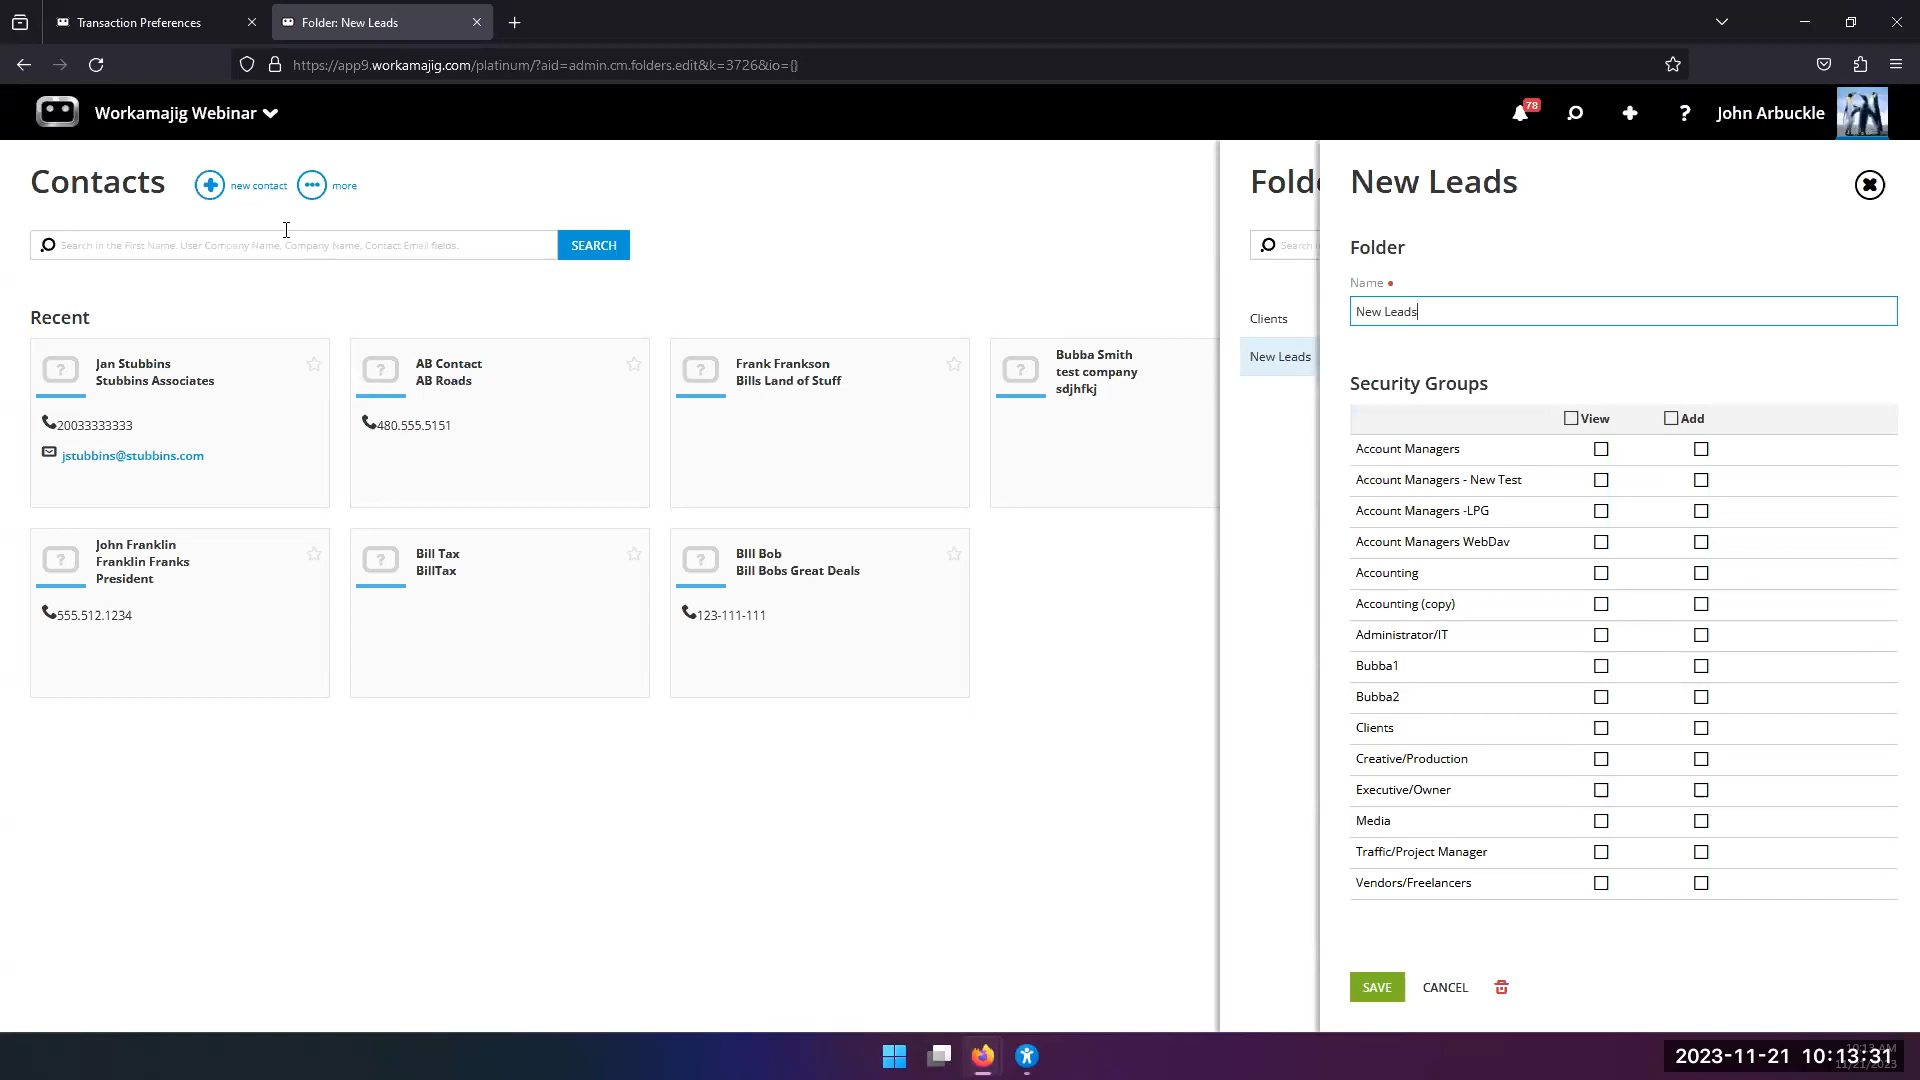 Transaction Preferences
Folder: New Leads
https://app9.workamajig.com/platinum/?aid=admin.cm.folders.edit&k=3726&io={}
Workamajig Webinar
78
?
John Arbuckle
Contacts
new contact
more
Search in the First Name, User Company Name, Company Name, Contact Email fields.
SEARCH
Recent
Jan Stubbins
Stubbins Associates
20033333333
jstubbins@stubbins.com
AB Contact
AB Roads
480.555.5151
Frank Frankson
Bills Land of Stuff
Bubba Smith
test company
sdjhfkj
John Franklin
Franklin Franks
President
555.512.1234
Bill Tax
BillTax
BIll Bob
Bill Bobs Great Deals
123-111-111
Folde
Search i
Clients
New Leads
New Leads
Folder
Name
New Leads
Security Groups
View Add
Account Managers
Account Managers - New Test
Account Managers -LPG
Account Managers WebDav
Accounting
Accounting (copy)
Administrator/IT
Bubba1
Bubba2
Clients
Creative/Production
Executive/Owner
Media
Traffic/Project Manager
Vendors/Freelancers
SAVE CANCEL
2023-11-21 10:13:31